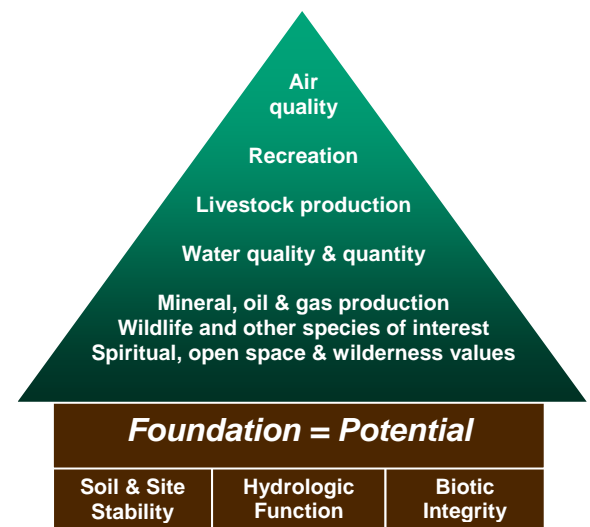 Air
quality
Recreation
Livestock production
Water quality & quantity
Mineral, oil & gas production
Wildlife and other species of interest
Spiritual, open space & wilderness values
Foundation = Potential
Soil & Site
Stability
Hydrologic
Function
Biotic
Integrity